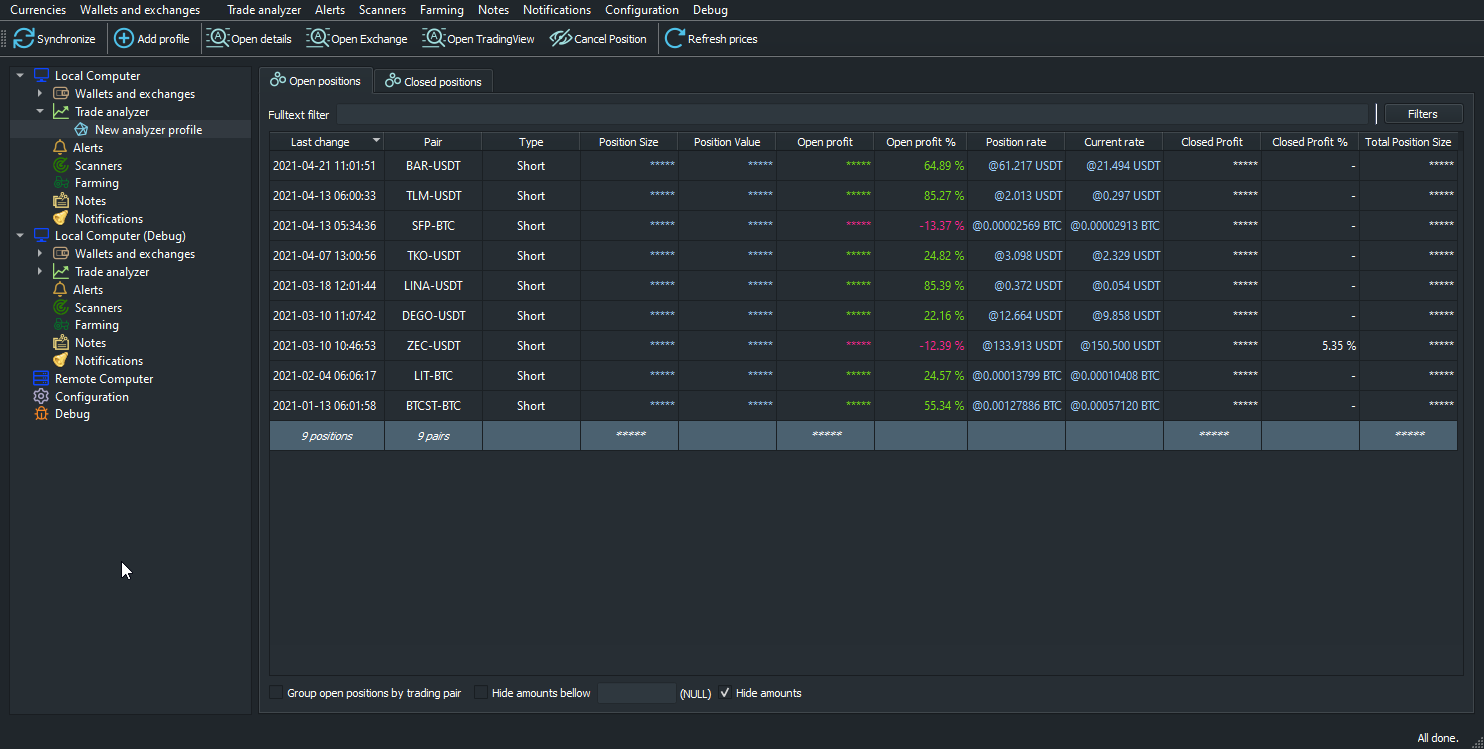 Currencies Wallets and exchanges Trade analyzer Alerts Scanners Farming Notes Notifications Configuration Debug
Synchronize Add profile Open details Open Exchange Open TradingView Cancel Position Refresh prices
Local Computer
Wallets and exchanges
Trade analyzer
New analyzer profile
Alerts
Scanners
Farming
Notes
Notifications
Local Computer (Debug)
Wallets and exchanges
Trade analyzer
Alerts
Scanners
Farming
Notes
Notifications
Remote Computer
Configuration
Debug
Open positions Closed positions
Fulltext filter Filters
Last change Pair Type Position Size Position Value Open profit Open profit % Position rate Current rate Closed Profit Closed Profit % Total Position Size
2021-04-21 11:01:51 BAR-USDT Short ***** ***** ***** 64.89 % @61.217 USDT @21.494 USDT ***** - *****
2021-04-13 06:00:33 TLM-USDT Short ***** ***** ***** 85.27 % @2.013 USDT @0.297 USDT ***** - *****
2021-04-13 05:34:36 SFP-BTC Short ***** ***** ***** -13.37 % @0.00002569 BTC @0.00002913 BTC ***** - *****
2021-04-07 13:00:56 TKO-USDT Short ***** ***** ***** 24.82 % @3.098 USDT @2.329 USDT ***** - *****
2021-03-18 12:01:44 LINA-USDT Short ***** ***** ***** 85.39 % @0.372 USDT @0.054 USDT ***** - *****
2021-03-10 11:07:42 DEGO-USDT Short ***** ***** ***** 22.16 % @12.664 USDT @9.858 USDT ***** - *****
2021-03-10 10:46:53 ZEC-USDT Short ***** ***** ***** -12.39 % @133.913 USDT @150.500 USDT ***** 5.35 % *****
2021-02-04 06:06:17 LIT-BTC Short ***** ***** ***** 24.57 % @0.00013799 BTC @0.00010408 BTC ***** - *****
2021-01-13 06:01:58 BTCST-BTC Short ***** ***** ***** 55.34 % @0.00127886 BTC @0.00057120 BTC ***** - *****
9 positions 9 pairs ***** ***** ***** *****
Group open positions by trading pair Hide amounts bellow (NULL) Hide amounts
All done.